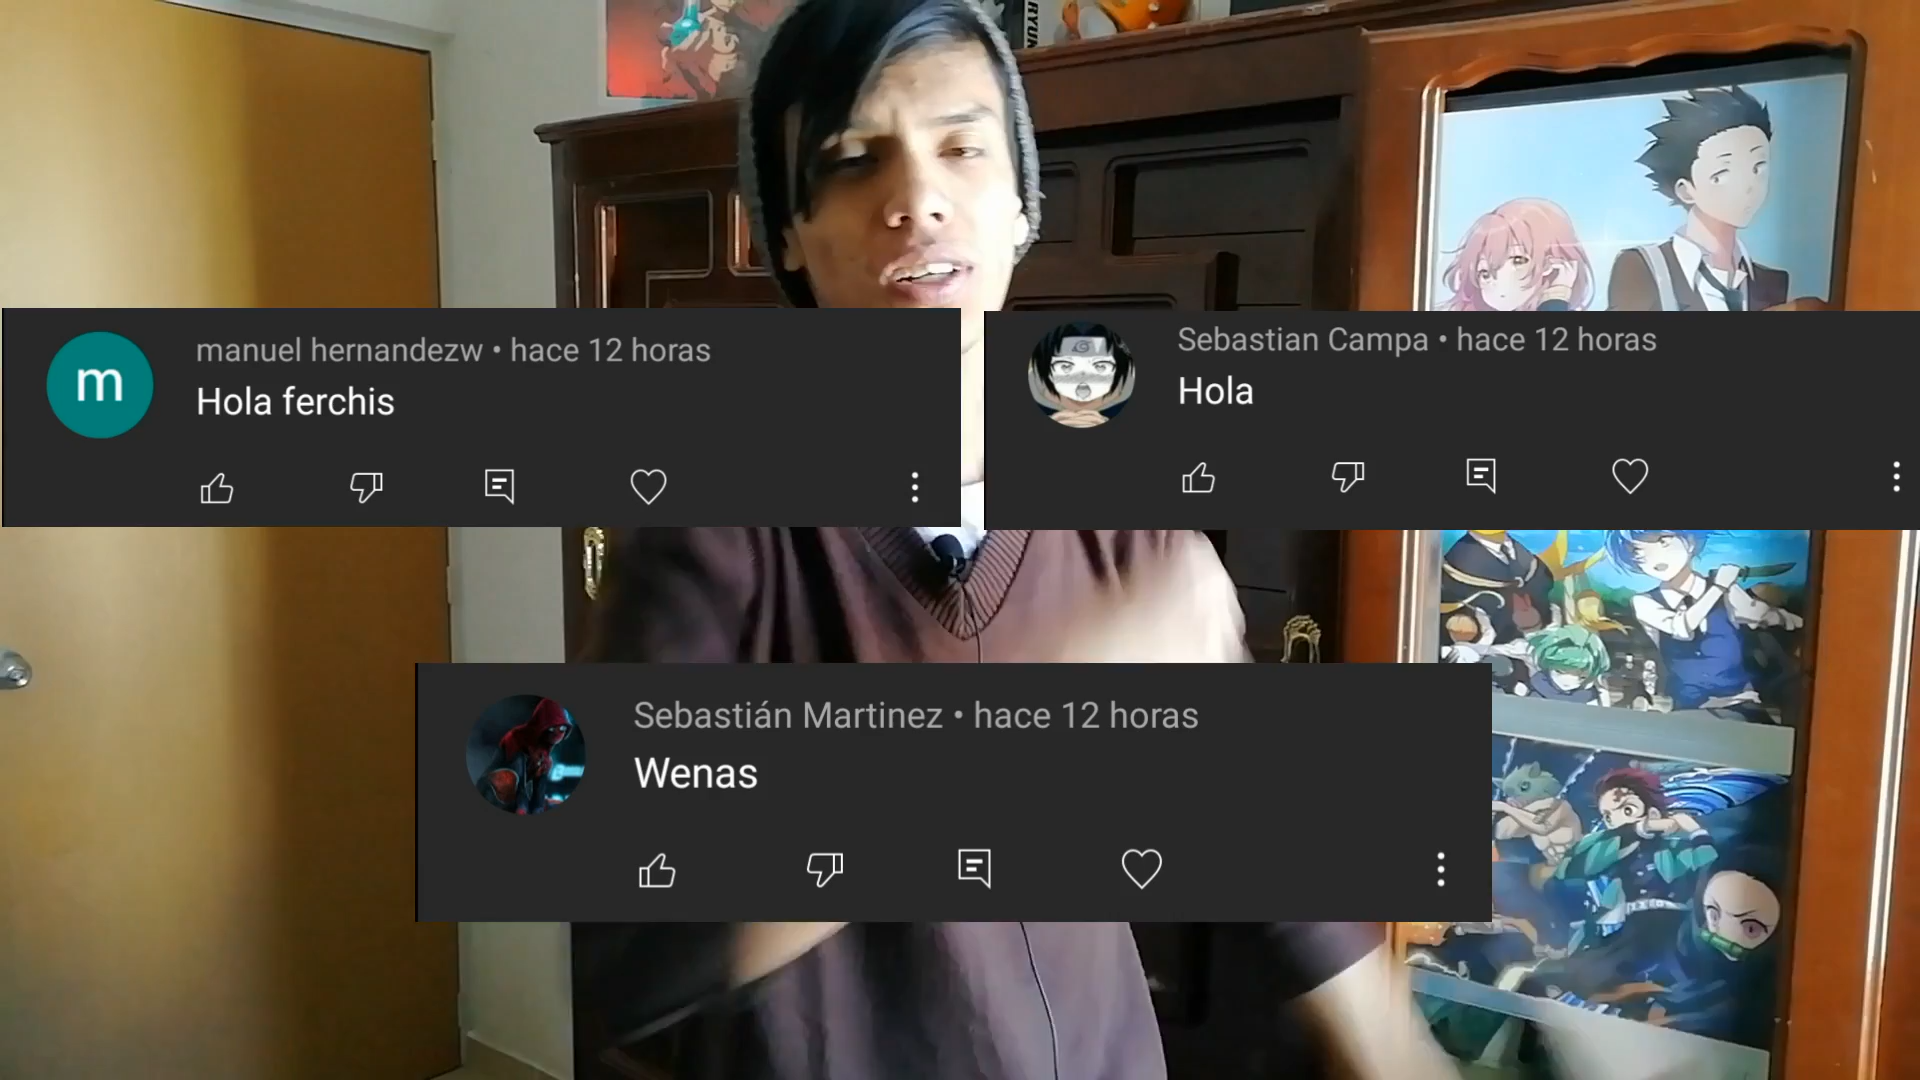 RYUK
manuel hernandezw • hace 12 horas
Hola ferchis
Sebastian Campa • hace 12 horas
Hola
Sebastián Martinez • hace 12 horas
Wenas